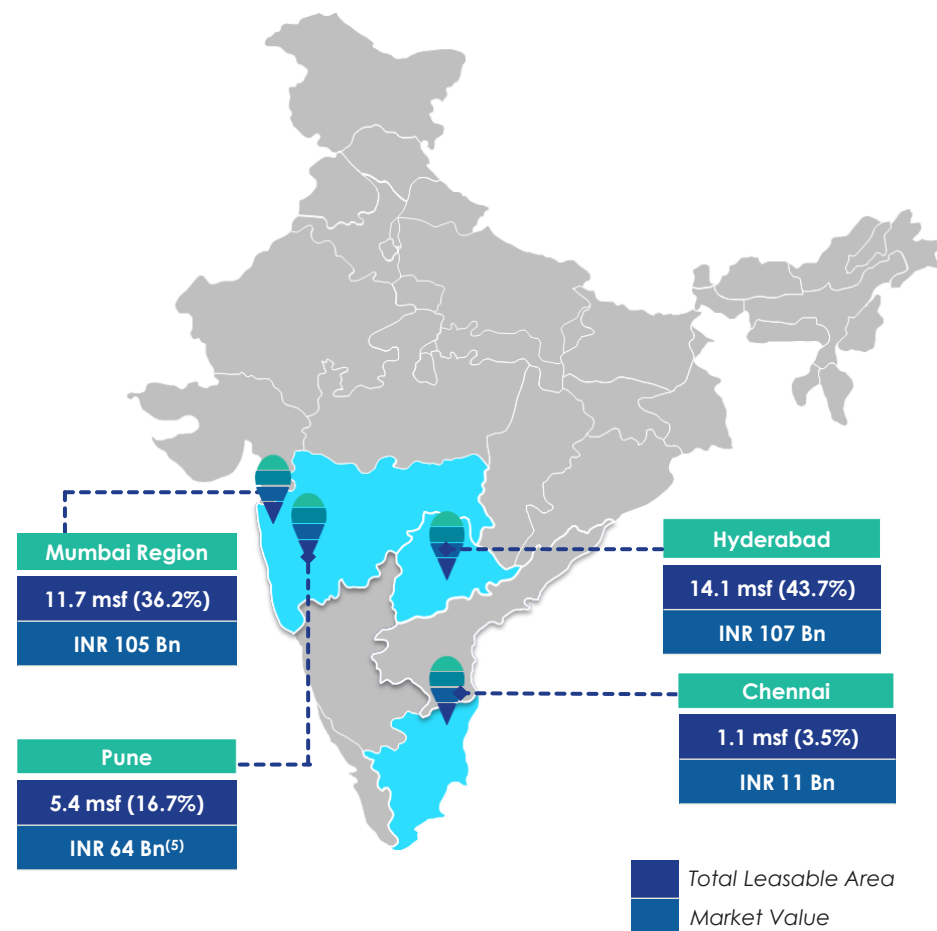 Mumbai Region
11.7 msf (36.2%)
INR 105 Bn
Hyderabad
14.1 msf (43.7%)
INR 107 Bn
Chennai
1.1 msf (3.5%)
INR 11 Bn
Pune
5.4 msf (16.7%)
INR 64 Bn(5)
Total Leasable Area
Market Value